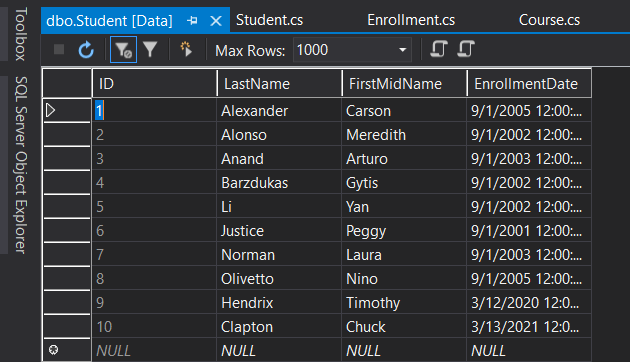 dbo.Student [Data] Student.cs Enrollment.cs Course.cs
Toolbox
SQL Server Object Explorer
Max Rows: 1000
ID LastName FirstMidName EnrollmentDate
1 Alexander Carson 9/1/2005 12:00:...
2 Alonso Meredith 9/1/2002 12:00:...
3 Anand Arturo 9/1/2003 12:00:...
4 Barzdukas Gytis 9/1/2002 12:00:...
5 Li Yan 9/1/2002 12:00:...
6 Justice Peggy 9/1/2001 12:00:...
7 Norman Laura 9/1/2003 12:00:...
8 Olivetto Nino 9/1/2005 12:00:...
9 Hendrix Timothy 3/12/2020 12:0...
10 Clapton Chuck 3/13/2021 12:0...
NULL NULL NULL NULL